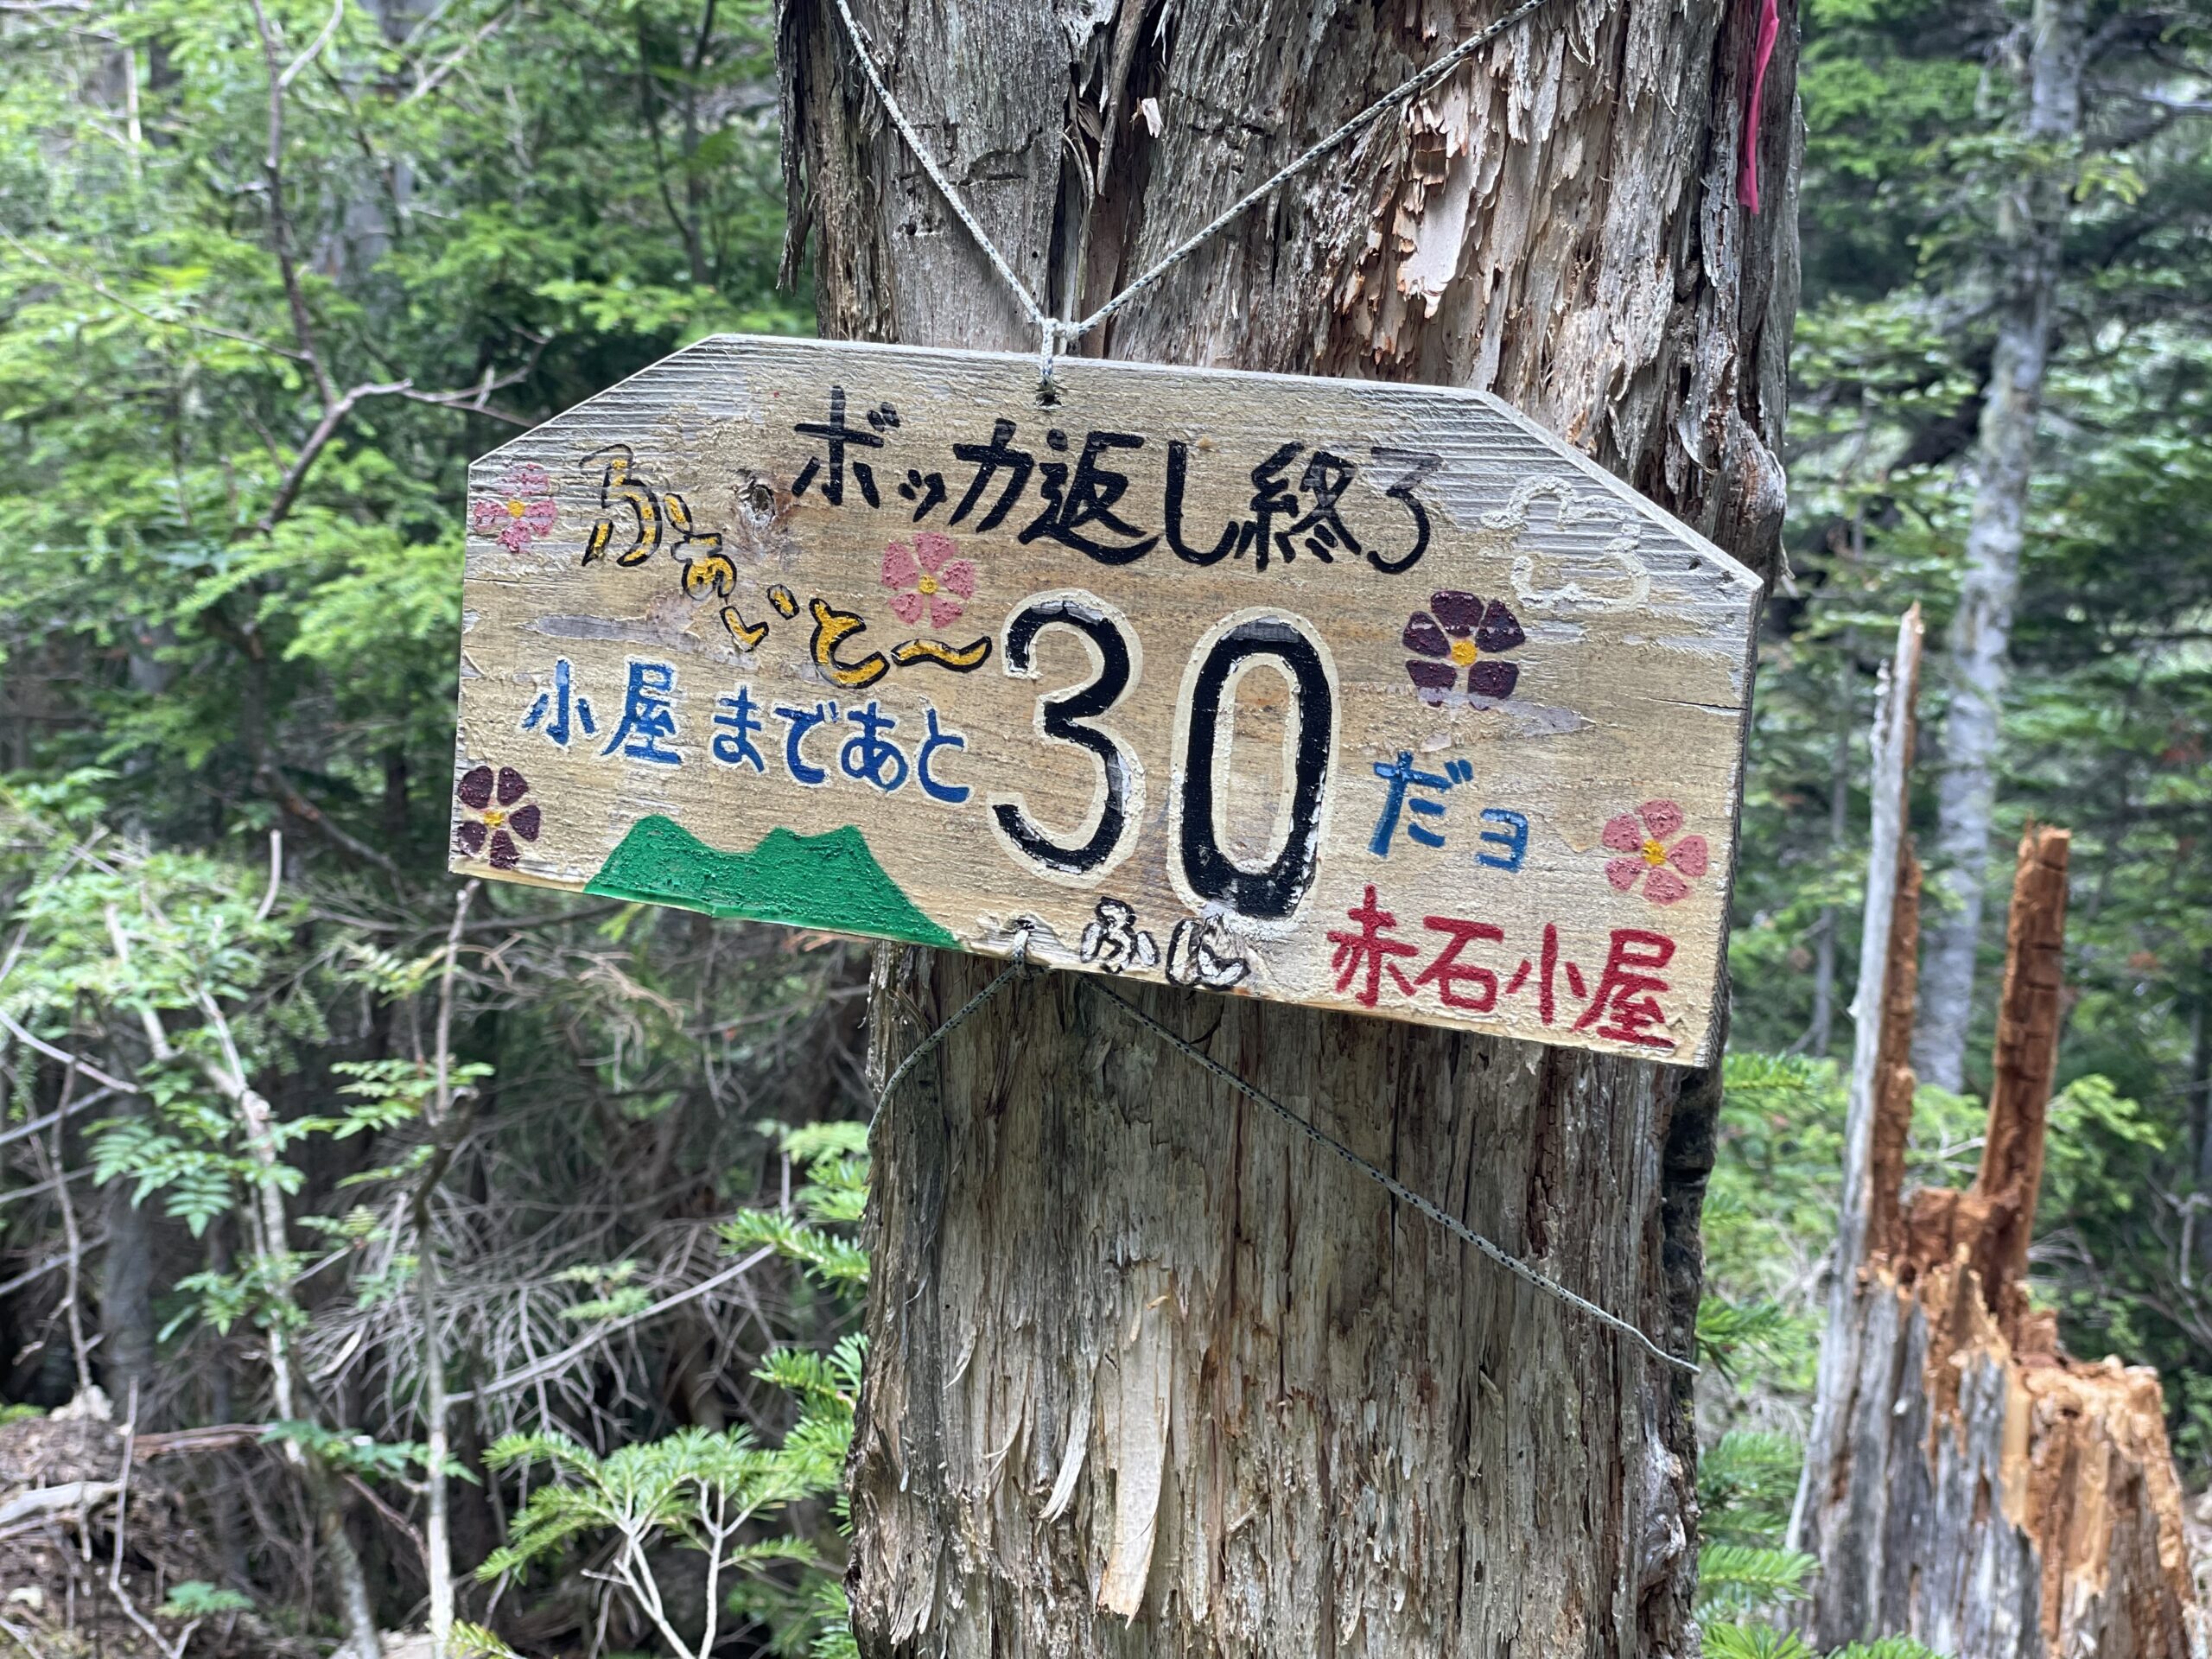 ボッカ返し終了
ふぁいと〜
小屋まであと30ふんだョ
赤石小屋